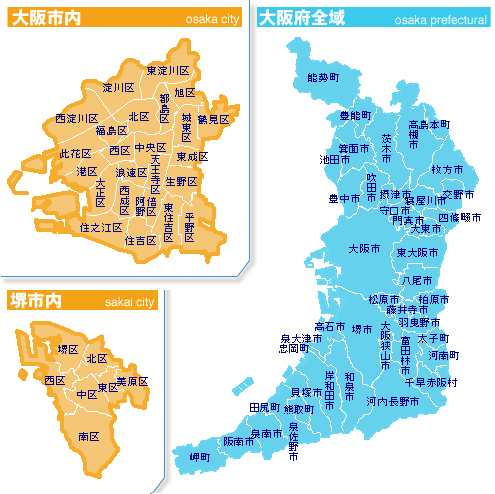 大阪市内 osaka city
東淀川区
淀川区
旭区
都島区
西淀川区
北区
城東区
鶴見区
福島区
此花区
西区
中央区
東成区
港区
浪速区
天王寺区
生野区
大正区
西成区
阿倍野区
東住吉区
平野区
住之江区
住吉区
堺市内 sakai city
堺区
北区
西区
中区
東区
美原区
南区
大阪府全域 osaka prefectural
能勢町
豊能町
高槻市
島本町
茨木市
箕面市
池田市
枚方市
吹田市
豊中市
摂津市
交野市
寝屋川市
守口市
門真市
四條畷市
大東市
大阪市
東大阪市
八尾市
松原市
柏原市
藤井寺市
羽曳野市
高石市
堺市
大阪狭山市
富田林市
太子町
泉大津市
忠岡町
河南町
千早赤阪村
岸和田市
和泉市
貝塚市
河内長野市
田尻町
熊取町
泉佐野市
泉南市
阪南市
岬町